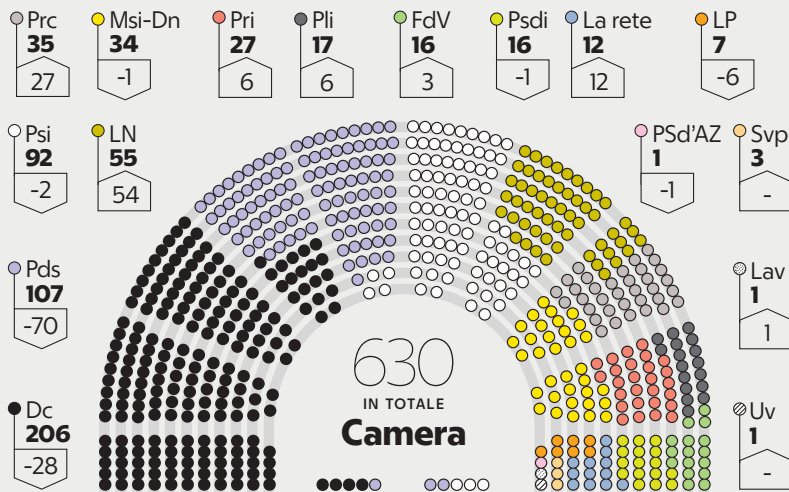 Prc
35
27
Msi-Dn
34
-1
Pri
27
6
Pli
17
6
FdV
16
3
Psdi
16
-1
La rete
12
12
LP
7
-6
Psi
92
-2
LN
55
54
PSd'AZ
1
-1
Svp
3
-
Pds
107
-70
Lav
1
1
Dc
206
-28
Uv
1
-
630
IN TOTALE
Camera